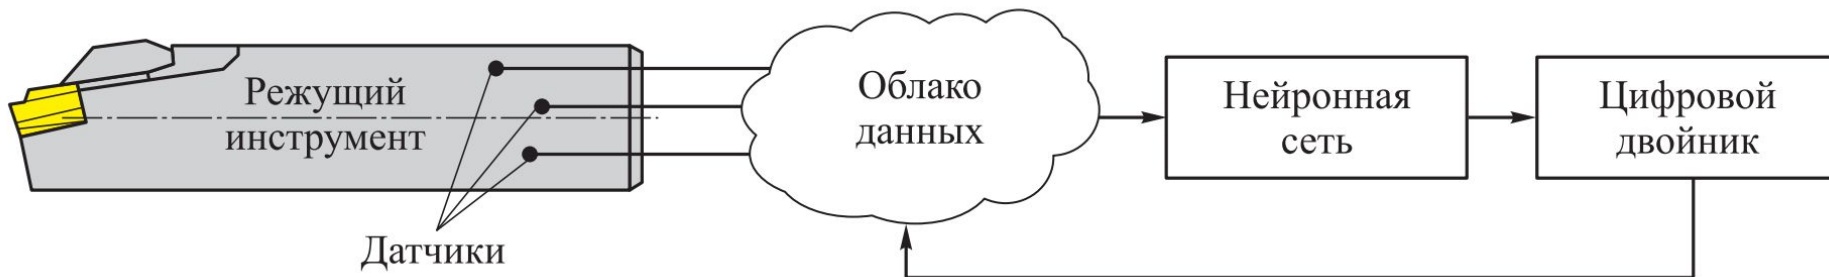 Режущий
инструмент
Датчики
Облако
данных
Нейронная
сеть
Цифровой
двойник